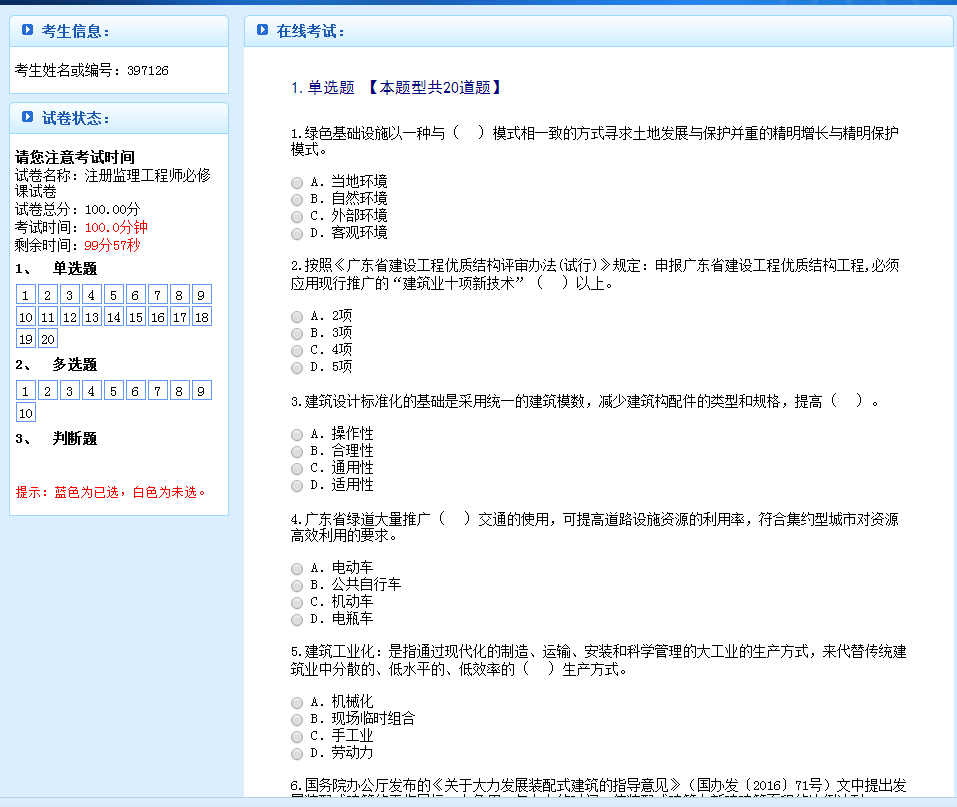 考生信息：
考生姓名或编号：397126
试卷状态：
请您注意考试时间
试卷名称：注册监理工程师必修
课试卷
试卷总分：100.00分
考试时间：100.0分钟
剩余时间：99分57秒
1、 单选题
1 2 3 4 5 6 7 8 9
10 11 12 13 14 15 16 17 18
19 20
2、 多选题
1 2 3 4 5 6 7 8 9
10
3、 判断题
提示：蓝色为已选，白色为未选。
在线考试：
1. 单选题 【本题型共20道题】
1.绿色基础设施以一种与（ ）模式相一致的方式寻求土地发展与保护并重的精明增长与精明保护
模式。
A．当地环境
B．自然环境
C．外部环境
D．客观环境
2.按照《广东省建设工程优质结构评审办法(试行)》规定：申报广东省建设工程优质结构工程,必须
应用现行推广的“建筑业十项新技术”（ ）以上。
A．2项
B．3项
C．4项
D．5项
3.建筑设计标准化的基础是采用统一的建筑模数，减少建筑构配件的类型和规格，提高（ ）。
A．操作性
B．合理性
C．通用性
D．适用性
4.广东省绿道大量推广（ ）交通的使用，可提高道路设施资源的利用率，符合集约型城市对资源
高效利用的要求。
A．电动车
B．公共自行车
C．机动车
D．电瓶车
5.建筑工业化：是指通过现代化的制造、运输、安装和科学管理的大工业的生产方式，来代替传统建
筑业中分散的、低水平的、低效率的（ ）生产方式。
A．机械化
B．现场临时组合
C．手工业
D．劳动力
6.国务院办公厅发布的《关于大力发展装配式建筑的指导意见》（国办发〔2016〕71号）文中提出发